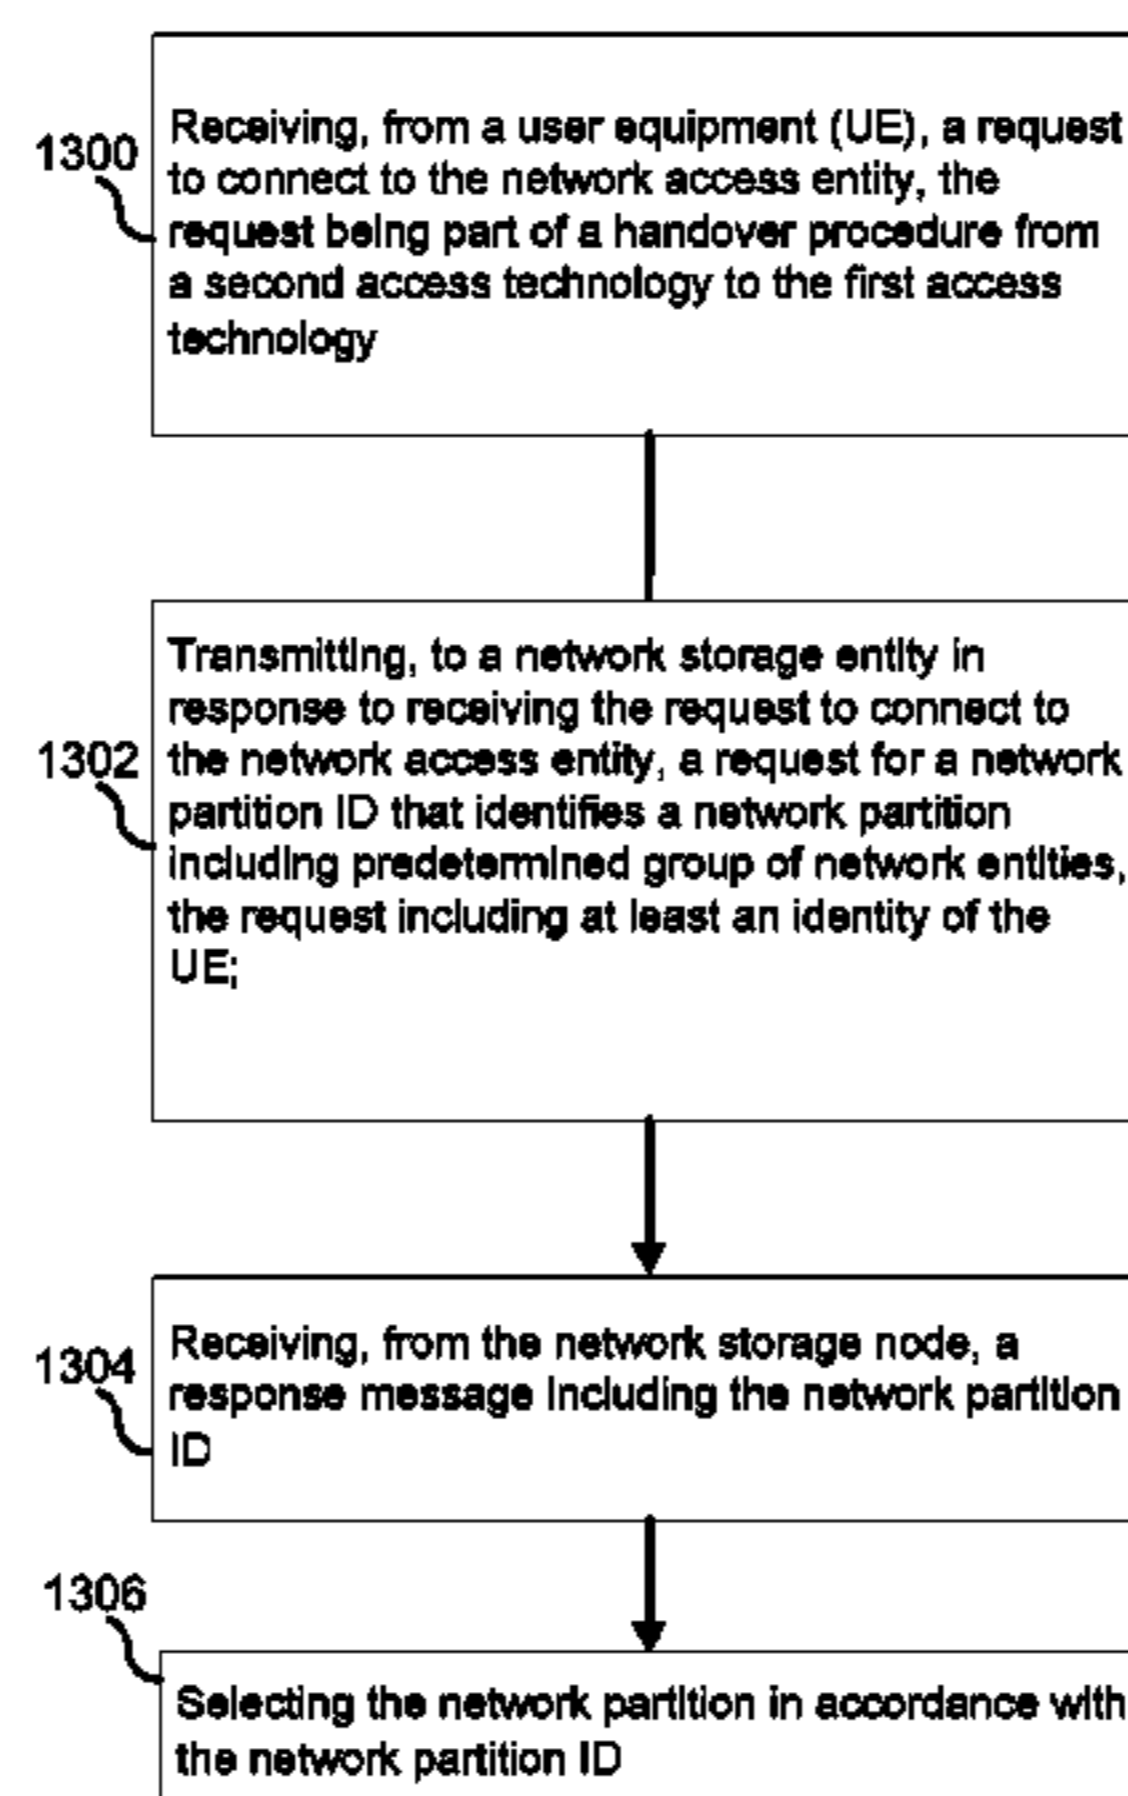 1300
Receiving, from a user equipment (UE), a request
to connect to the network access entity, the
request being part of a handover procedure from
a second access technology to the first access
technology
1302
Transmitting, to a network storage entity in
response to receiving the request to connect to
the network access entity, a request for a network
partition ID that identifies a network partition
including predetermined group of network entities,
the request including at least an identity of the
UE;
1304
Receiving, from the network storage node, a
response message including the network partition
ID
1306
Selecting the network partition in accordance with
the network partition ID